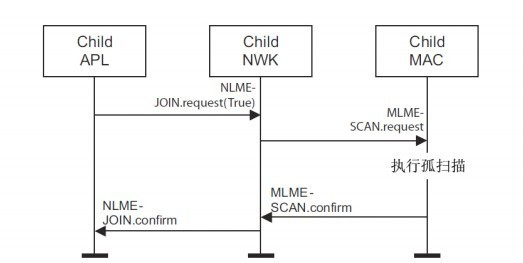 Child
APL
Child
NWK
Child
MAC
NLME-
JOIN.request(True)
MLME-
SCAN.request
执行孤扫描
MLME-
SCAN.confirm
NLME-
JOIN.confirm